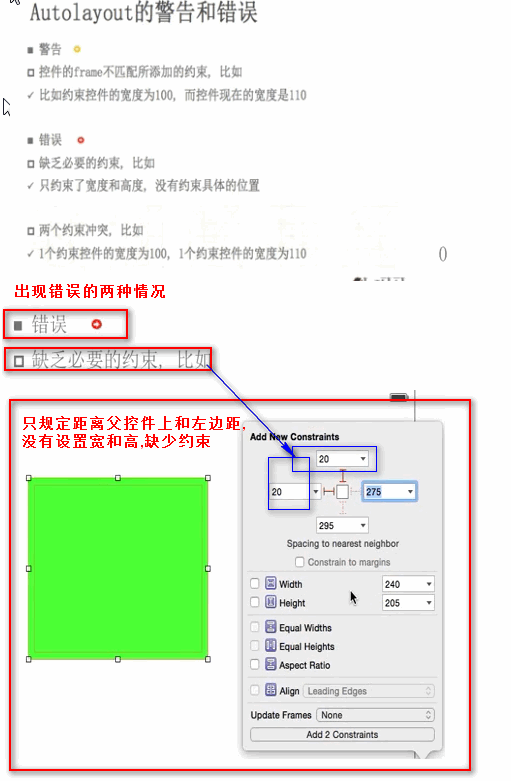 Autolayout的警告和错误
警告
控件的frame不匹配所添加的约束, 比如
✓ 比如约束控件的宽度为100, 而控件现在的宽度是110
错误
缺乏必要的约束, 比如
✓ 只约束了宽度和高度, 没有约束具体的位置
两个约束冲突, 比如
✓ 1个约束控件的宽度为100, 1个约束控件的宽度为110
()
出现错误的两种情况
错误
缺乏必要的约束, 比如
只规定距离父控件上和左边距,
没有设置宽和高,缺少约束
Add New Constraints
20
20
275
295
Spacing to nearest neighbor
Constrain to margins
Width 240
Height 205
Equal Widths
Equal Heights
Aspect Ratio
Align Leading Edges
Update Frames None
Add 2 Constraints